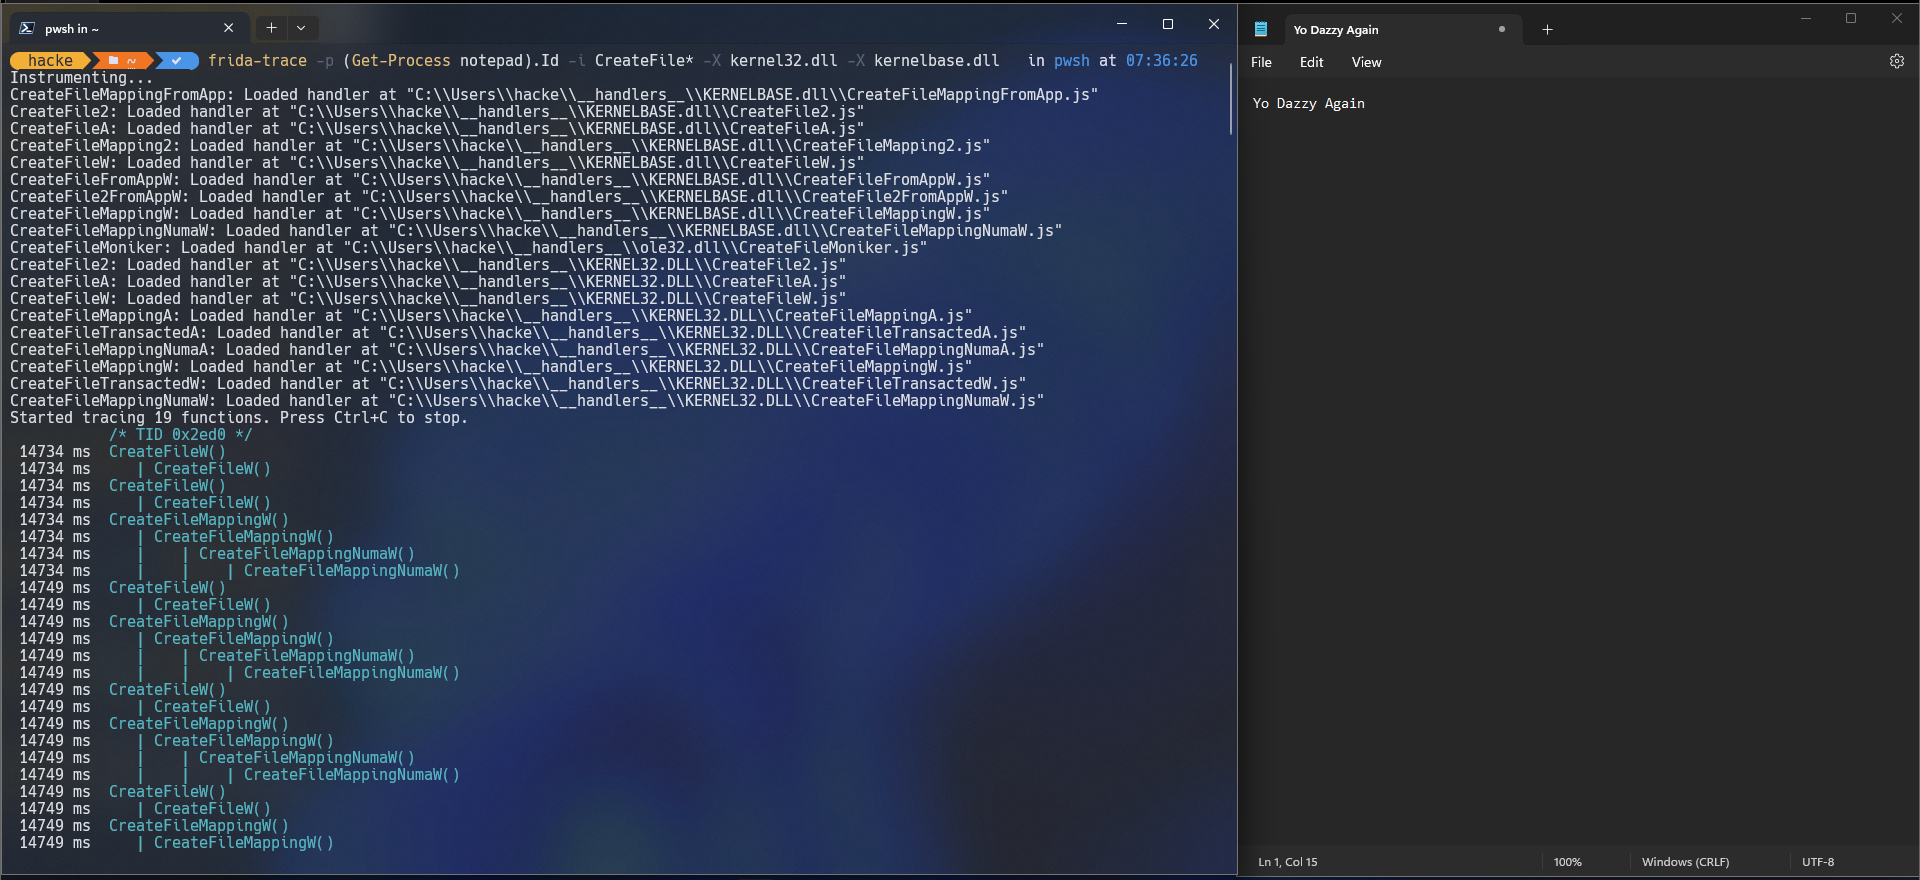 pwsh in ~
hacke ~ frida-trace -p (Get-Process notepad).Id -i CreateFile* -X kernel32.dll -X kernelbase.dll in pwsh at 07:36:26
Instrumenting...
CreateFileMappingFromApp: Loaded handler at "C:\\Users\\hacke\\__handlers__\\KERNELBASE.dll\\CreateFileMappingFromApp.js"
CreateFile2: Loaded handler at "C:\\Users\\hacke\\__handlers__\\KERNELBASE.dll\\CreateFile2.js"
CreateFileA: Loaded handler at "C:\\Users\\hacke\\__handlers__\\KERNELBASE.dll\\CreateFileA.js"
CreateFileMapping2: Loaded handler at "C:\\Users\\hacke\\__handlers__\\KERNELBASE.dll\\CreateFileMapping2.js"
CreateFileW: Loaded handler at "C:\\Users\\hacke\\__handlers__\\KERNELBASE.dll\\CreateFileW.js"
CreateFileFromAppW: Loaded handler at "C:\\Users\\hacke\\__handlers__\\KERNELBASE.dll\\CreateFileFromAppW.js"
CreateFile2FromAppW: Loaded handler at "C:\\Users\\hacke\\__handlers__\\KERNELBASE.dll\\CreateFile2FromAppW.js"
CreateFileMappingW: Loaded handler at "C:\\Users\\hacke\\__handlers__\\KERNELBASE.dll\\CreateFileMappingW.js"
CreateFileMappingNumaW: Loaded handler at "C:\\Users\\hacke\\__handlers__\\KERNELBASE.dll\\CreateFileMappingNumaW.js"
CreateFileMoniker: Loaded handler at "C:\\Users\\hacke\\__handlers__\\ole32.dll\\CreateFileMoniker.js"
CreateFile2: Loaded handler at "C:\\Users\\hacke\\__handlers__\\KERNEL32.DLL\\CreateFile2.js"
CreateFileA: Loaded handler at "C:\\Users\\hacke\\__handlers__\\KERNEL32.DLL\\CreateFileA.js"
CreateFileW: Loaded handler at "C:\\Users\\hacke\\__handlers__\\KERNEL32.DLL\\CreateFileW.js"
CreateFileMappingA: Loaded handler at "C:\\Users\\hacke\\__handlers__\\KERNEL32.DLL\\CreateFileMappingA.js"
CreateFileTransactedA: Loaded handler at "C:\\Users\\hacke\\__handlers__\\KERNEL32.DLL\\CreateFileTransactedA.js"
CreateFileMappingNumaA: Loaded handler at "C:\\Users\\hacke\\__handlers__\\KERNEL32.DLL\\CreateFileMappingNumaA.js"
CreateFileMappingW: Loaded handler at "C:\\Users\\hacke\\__handlers__\\KERNEL32.DLL\\CreateFileMappingW.js"
CreateFileTransactedW: Loaded handler at "C:\\Users\\hacke\\__handlers__\\KERNEL32.DLL\\CreateFileTransactedW.js"
CreateFileMappingNumaW: Loaded handler at "C:\\Users\\hacke\\__handlers__\\KERNEL32.DLL\\CreateFileMappingNumaW.js"
Started tracing 19 functions. Press Ctrl+C to stop.
/* TID 0x2ed0 */
14734 ms  CreateFileW()
14734 ms     | CreateFileW()
14734 ms  CreateFileW()
14734 ms     | CreateFileW()
14734 ms  CreateFileMappingW()
14734 ms     | CreateFileMappingW()
14734 ms     |    | CreateFileMappingNumaW()
14734 ms     |    |    | CreateFileMappingNumaW()
14749 ms  CreateFileW()
14749 ms     | CreateFileW()
14749 ms  CreateFileMappingW()
14749 ms     | CreateFileMappingW()
14749 ms     |    | CreateFileMappingNumaW()
14749 ms     |    |    | CreateFileMappingNumaW()
14749 ms  CreateFileW()
14749 ms     | CreateFileW()
14749 ms  CreateFileMappingW()
14749 ms     | CreateFileMappingW()
14749 ms     |    | CreateFileMappingNumaW()
14749 ms     |    |    | CreateFileMappingNumaW()
14749 ms  CreateFileW()
14749 ms     | CreateFileW()
14749 ms  CreateFileMappingW()
14749 ms     | CreateFileMappingW()
Yo Dazzy Again
File Edit View
Yo Dazzy Again
Ln 1, Col 15 100% Windows (CRLF) UTF-8